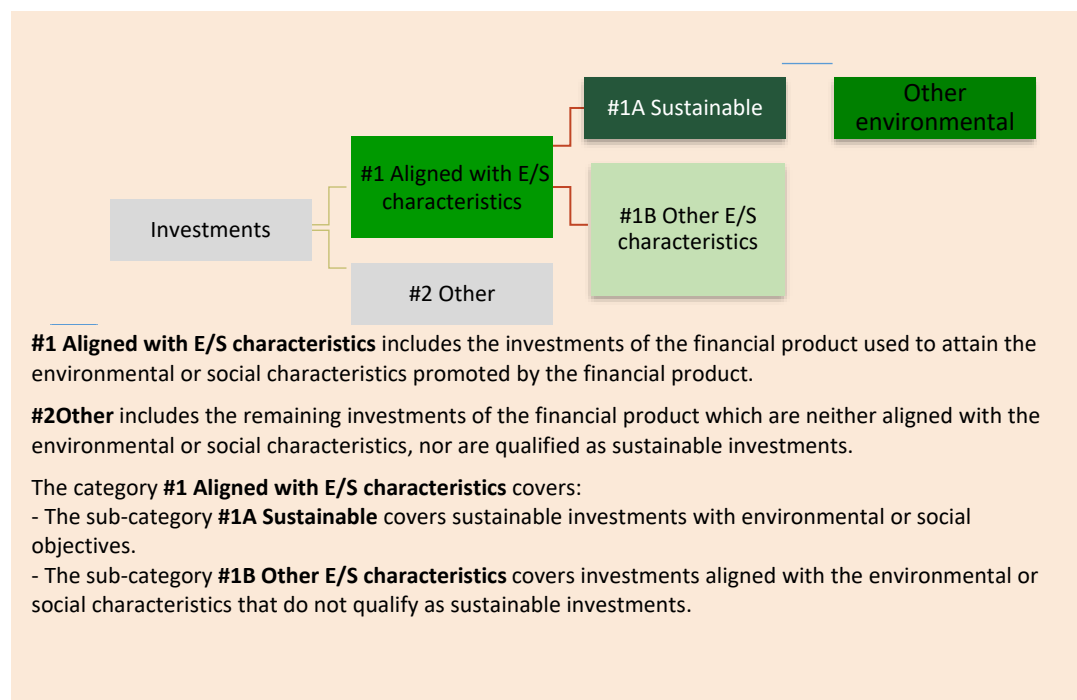 #1A Sustainable
Other
environmental
#1 Aligned with E/S
characteristics
#1B Other E/S
characteristics
Investments
#2 Other
#1 Aligned with E/S characteristics includes the investments of the financial product used to attain the
environmental or social characteristics promoted by the financial product.
#2Other includes the remaining investments of the financial product which are neither aligned with the
environmental or social characteristics, nor are qualified as sustainable investments.
The category #1 Aligned with E/S characteristics covers:
- The sub-category #1A Sustainable covers sustainable investments with environmental or social
objectives.
- The sub-category #1B Other E/S characteristics covers investments aligned with the environmental or
social characteristics that do not qualify as sustainable investments.